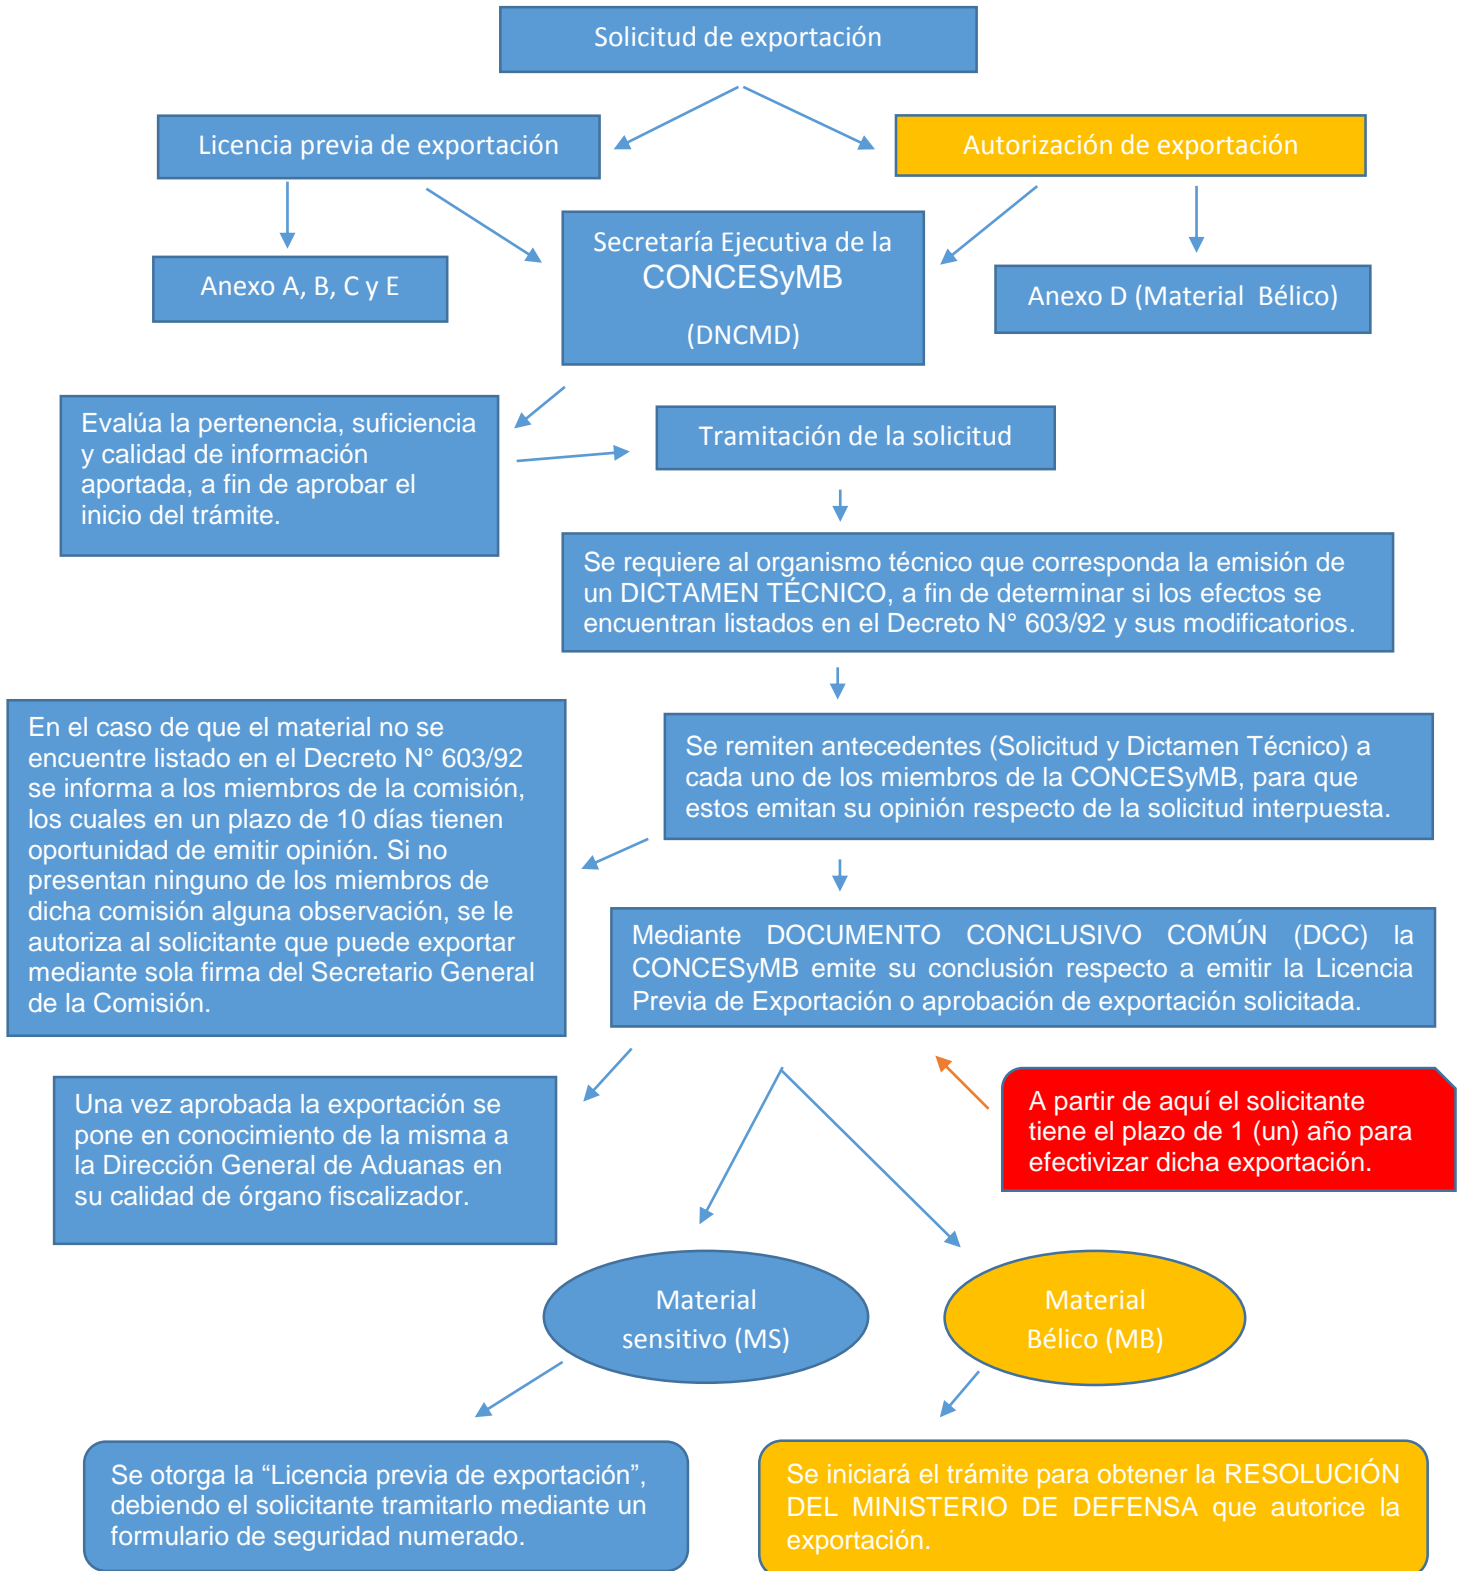 Solicitud de exportación
Licencia previa de exportación
Autorización de exportación
Anexo A, B, C y E
Secretaría Ejecutiva de la
CONCESyMB
(DNCMD)
Anexo D (Material Bélico)
Evalúa la pertenencia, suficiencia
y calidad de información
aportada, a fin de aprobar el
inicio del trámite.
Tramitación de la solicitud
Se requiere al organismo técnico que corresponda la emisión de
un DICTAMEN TÉCNICO, a fin de determinar si los efectos se
encuentran listados en el Decreto N° 603/92 y sus modificatorios.
En el caso de que el material no se
encuentre listado en el Decreto N° 603/92
se informa a los miembros de la comisión,
los cuales en un plazo de 10 días tienen
oportunidad de emitir opinión. Si no
presentan ninguno de los miembros de
dicha comisión alguna observación, se le
autoriza al solicitante que puede exportar
mediante sola firma del Secretario General
de la Comisión.
Se remiten antecedentes (Solicitud y Dictamen Técnico) a
cada uno de los miembros de la CONCESyMB, para que
estos emitan su opinión respecto de la solicitud interpuesta.
Mediante DOCUMENTO CONCLUSIVO COMÚN (DCC) la
CONCESyMB emite su conclusión respecto a emitir la Licencia
Previa de Exportación o aprobación de exportación solicitada.
Una vez aprobada la exportación se
pone en conocimiento de la misma a
la Dirección General de Aduanas en
su calidad de órgano fiscalizador.
A partir de aquí el solicitante
tiene el plazo de 1 (un) año para
efectivizar dicha exportación.
Material
sensitivo (MS)
Material
Bélico (MB)
Se otorga la “Licencia previa de exportación”,
debiendo el solicitante tramitarlo mediante un
formulario de seguridad numerado.
Se iniciará el trámite para obtener la RESOLUCIÓN
DEL MINISTERIO DE DEFENSA que autorice la
exportación.